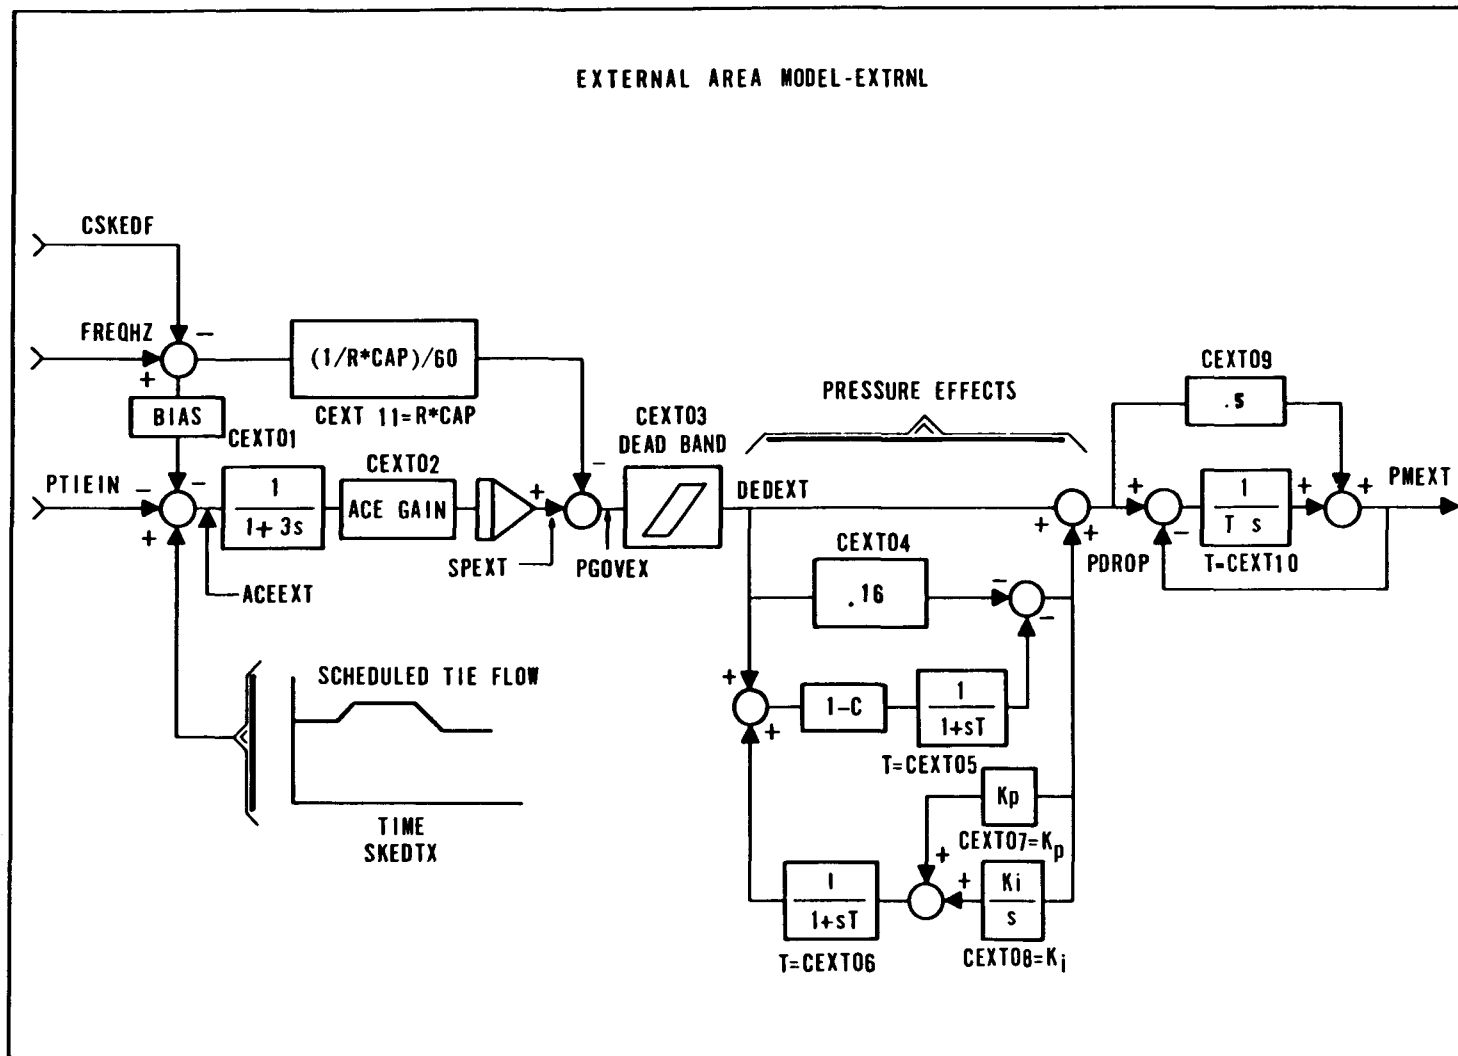 EXTERNAL AREA MODEL-EXTRNL
CSKEDF
FREQHZ
−
+
(1/R*CAP)/60
CEXT 11=R*CAP
BIAS
CEXT01
PTIEIN
−
−
+
1
1+ 3s
ACEEXT
CEXT02
ACE GAIN
+
−
SPEXT
PGOVEX
CEXT03
DEAD BAND
DEDEXT
PRESSURE EFFECTS
+
+
PDROP
CEXT09
.s
+
−
1
T s
T=CEXT10
+
+
PMEXT
CEXT04
.16
−
−
+
+
1-C
1
1+sT
T=CEXT05
Kp
CEXT07=Kp
+
+
Ki
s
CEXT08=Ki
1
1+sT
T=CEXT06
SCHEDULED TIE FLOW
TIME
SKEDTX